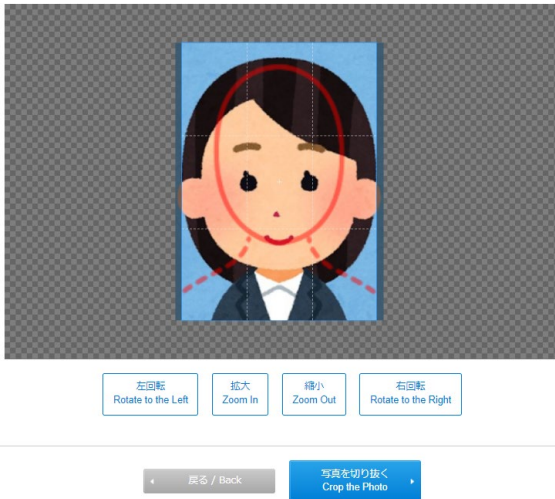 左回転
Rotate to the Left
拡大
Zoom In
縮小
Zoom Out
右回転
Rotate to the Right
戻る / Back
写真を切り抜く
Crop the Photo